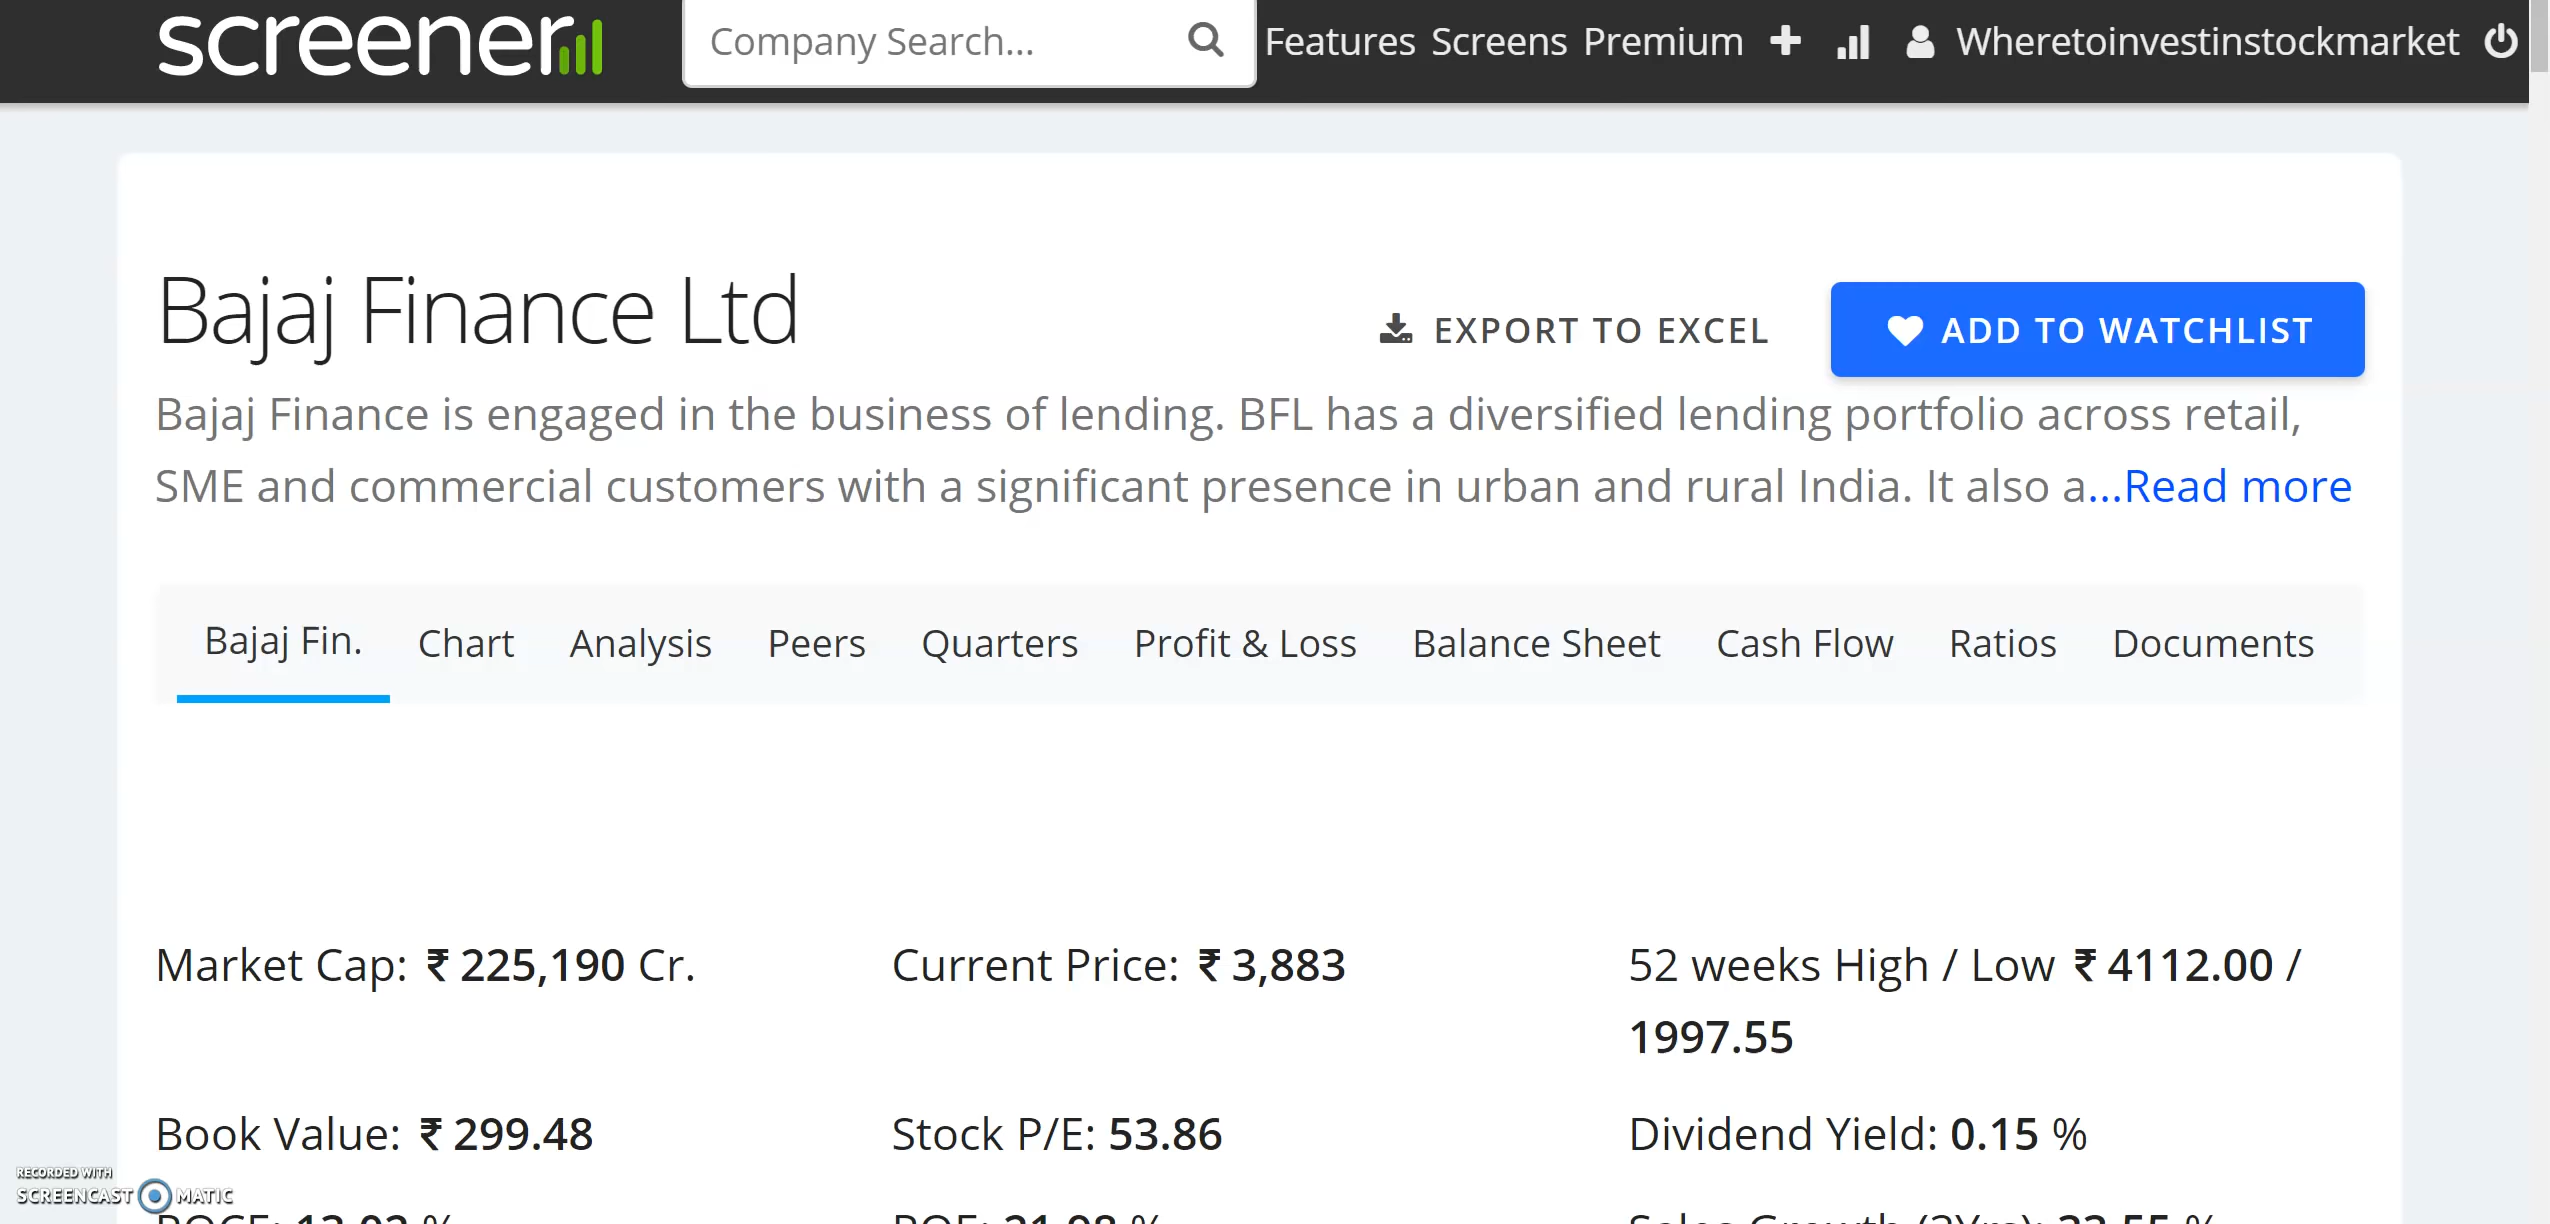 screener
Company Search...
Features Screens Premium
Wheretoinvestinstockmarket
Bajaj Finance Ltd
EXPORT TO EXCEL
ADD TO WATCHLIST
Bajaj Finance is engaged in the business of lending. BFL has a diversified lending portfolio across retail,
SME and commercial customers with a significant presence in urban and rural India. It also a...Read more
Bajaj Fin. Chart Analysis Peers Quarters Profit & Loss Balance Sheet Cash Flow Ratios Documents
Market Cap: ₹ 225,190 Cr.
Current Price: ₹ 3,883
52 weeks High / Low ₹ 4112.00 /
1997.55
Book Value: ₹ 299.48
Stock P/E: 53.86
Dividend Yield: 0.15 %
RECORDED WITH
SCREENCAST MATIC